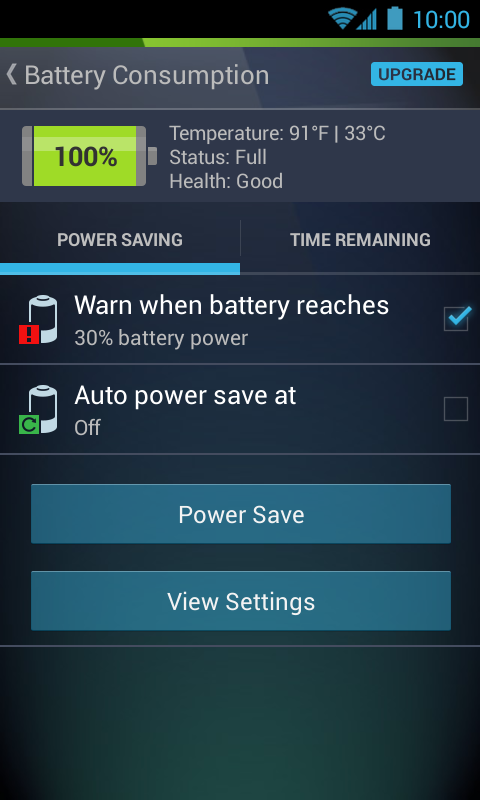 10:00
Battery Consumption
UPGRADE
100%
Temperature: 91°F | 33°C
Status: Full
Health: Good
POWER SAVING
TIME REMAINING
Warn when battery reaches
30% battery power
Auto power save at
Off
Power Save
View Settings